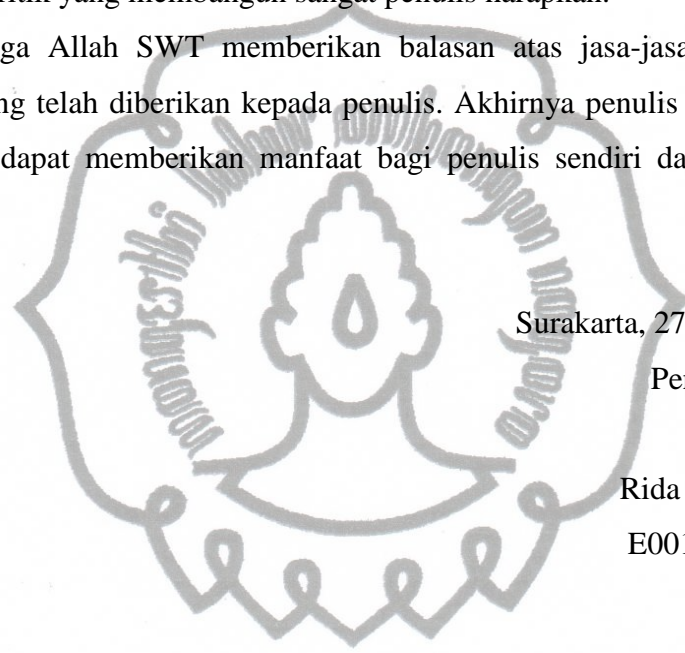 ritik yang membangun sangat penulis harapkan.
ga Allah SWT memberikan balasan atas jasa-jasa
ng telah diberikan kepada penulis. Akhirnya penulis
dapat memberikan manfaat bagi penulis sendiri da
Surakarta, 27
Pe
Rida
E001